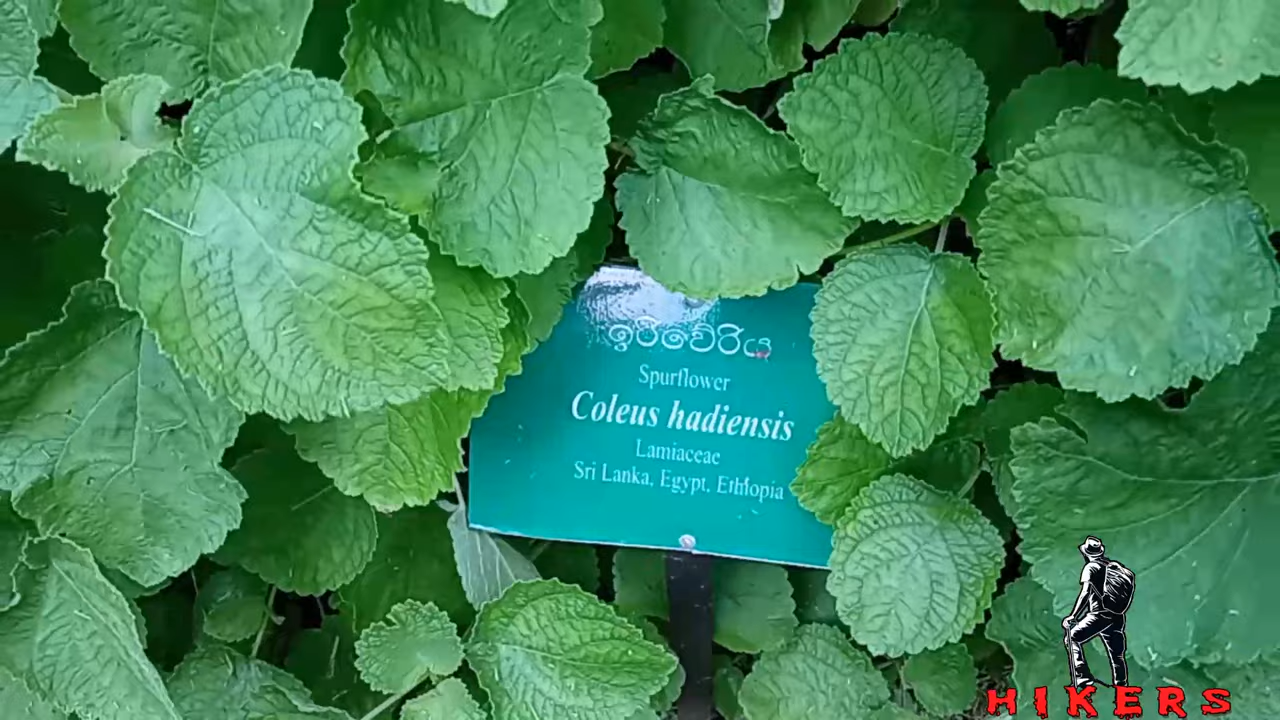 ඉරිවේරිය
Spurflower
Coleus hadiensis
Lamiaceae
Sri Lanka, Egypt, Ethiopia
HIKERS